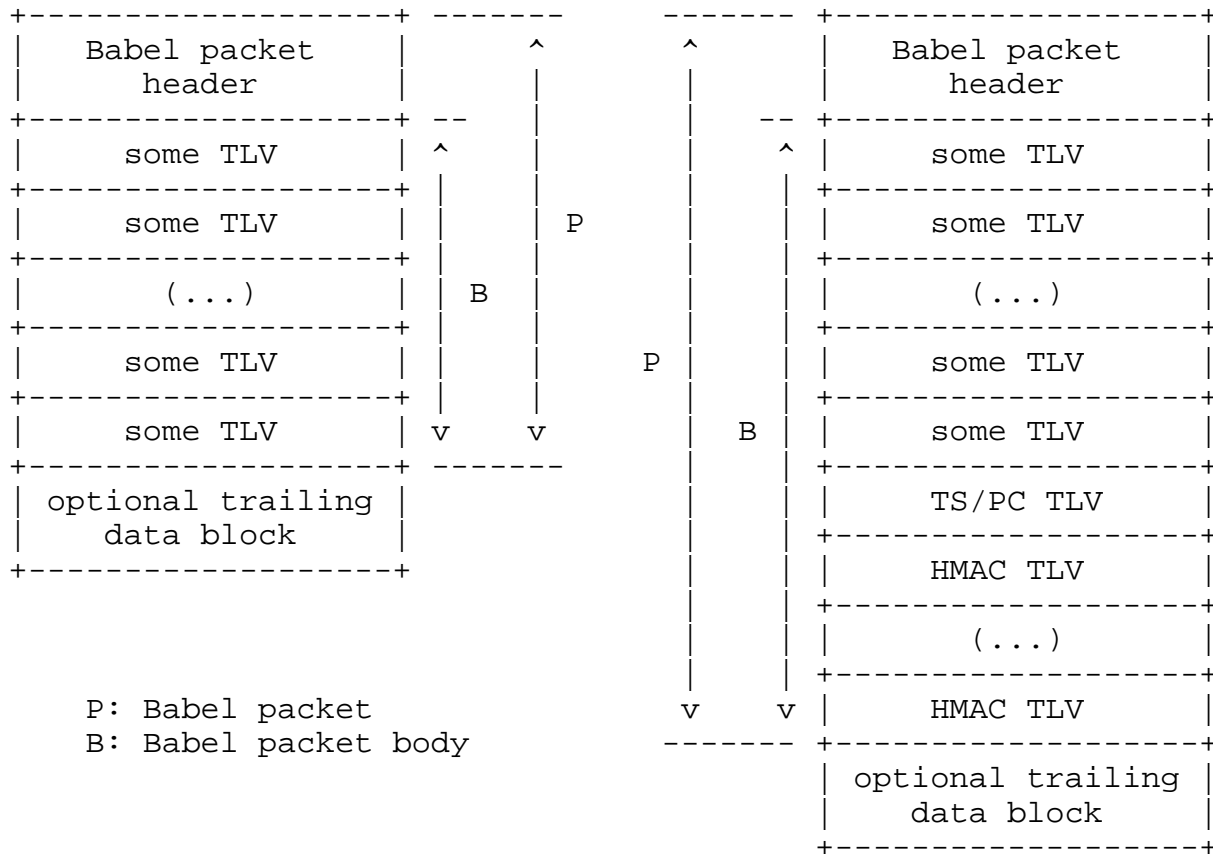 +-------------------+ -------     ------- +-------------------+
|   Babel packet    |     ^        ^      |   Babel packet    |
|      header       |     |        |      |      header       |
+-------------------+ --  |        |   -- +-------------------+
|     some TLV      | ^   |        |    ^ |     some TLV      |
+-------------------+ |   |        |    | +-------------------+
|     some TLV      | |   | P      |    | |     some TLV      |
+-------------------+ |   |        |    | +-------------------+
|       (...)       | | B |        |    | |       (...)       |
+-------------------+ |   |        |    | +-------------------+
|     some TLV      | |   |      P |    | |     some TLV      |
+-------------------+ |   |        |    | +-------------------+
|     some TLV      | v   v        |  B | |     some TLV      |
+-------------------+ -------      |    | +-------------------+
| optional trailing |              |    | |     TS/PC TLV     |
|    data block     |              |    | +-------------------+
+-------------------+              |    | |     HMAC TLV      |
                                   |    | +-------------------+
                                   |    | |       (...)       |
                                   |    | +-------------------+
    P: Babel packet                v    v |     HMAC TLV      |
    B: Babel packet body          ------- +-------------------+
                                          | optional trailing |
                                          |    data block     |
                                          +-------------------+